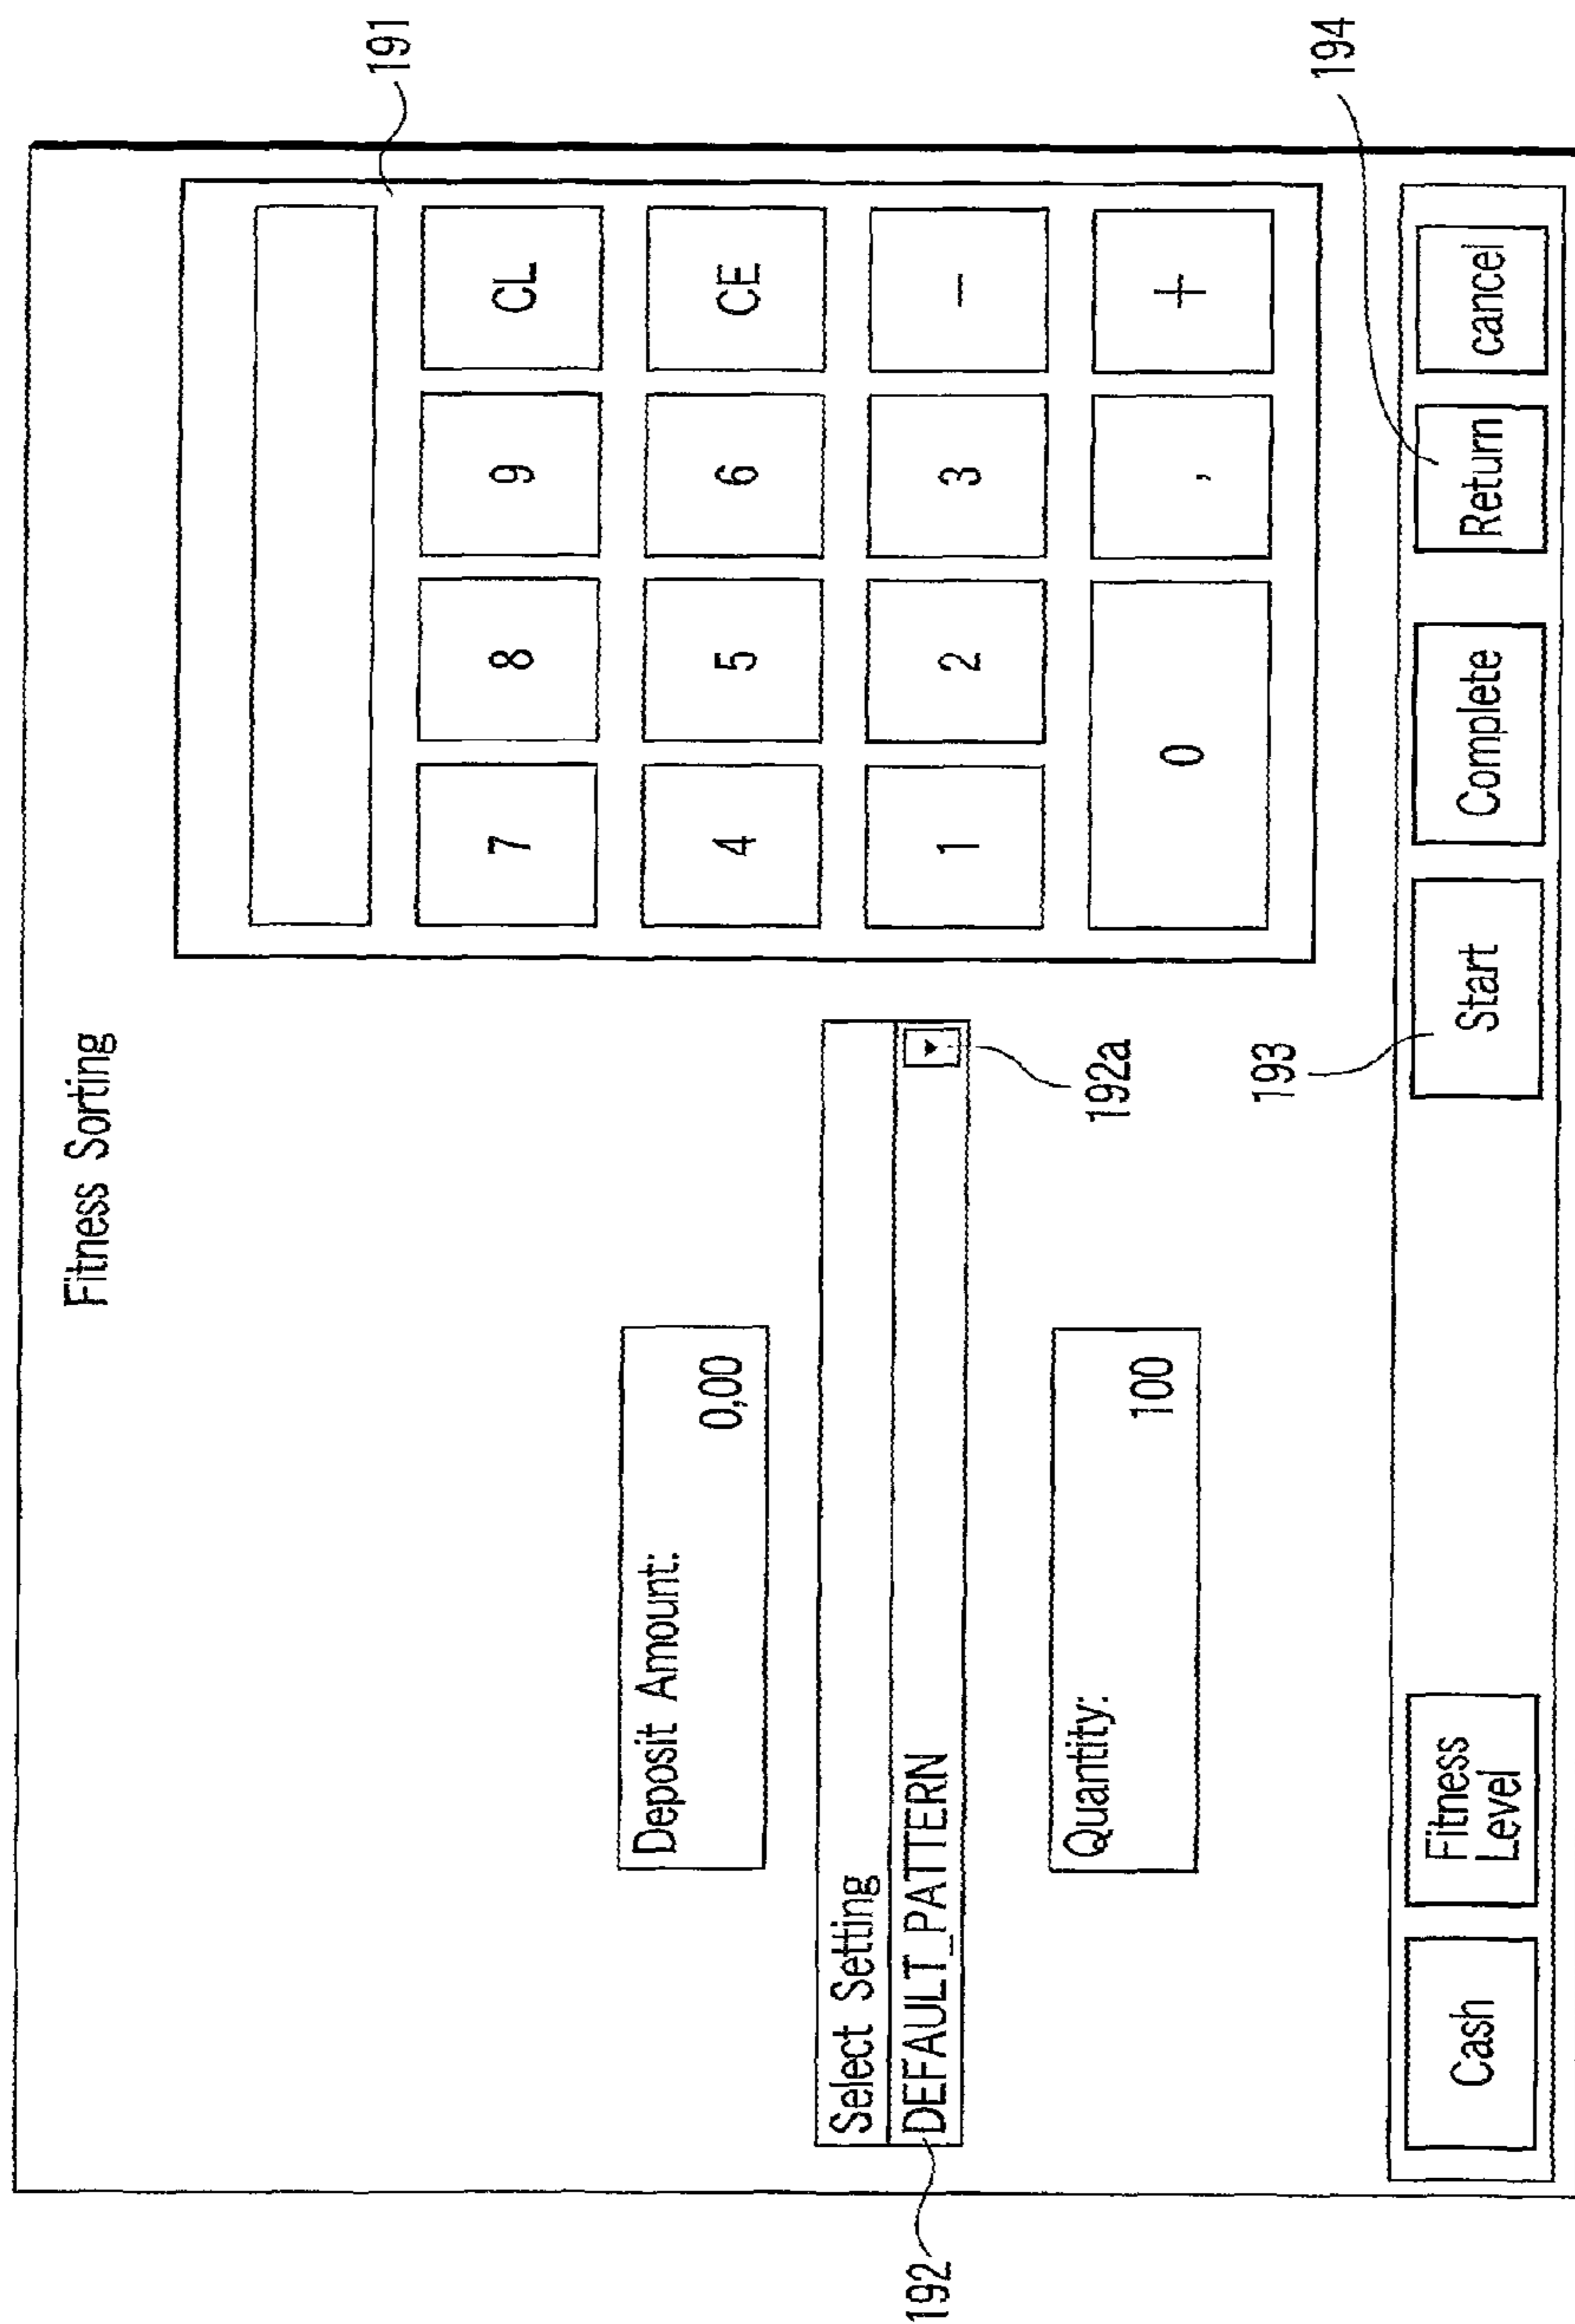 Fitness Sorting
191
Deposit Amount:
0,00
Select Setting
192
DEFAULT_PATTERN
▼
192a
Quantity:
100
7 8 9 CL
4 5 6 CE
1 2 3 −
0 , +
193
194
Cash
Fitness
Level
Start
Complete
Return
cancel